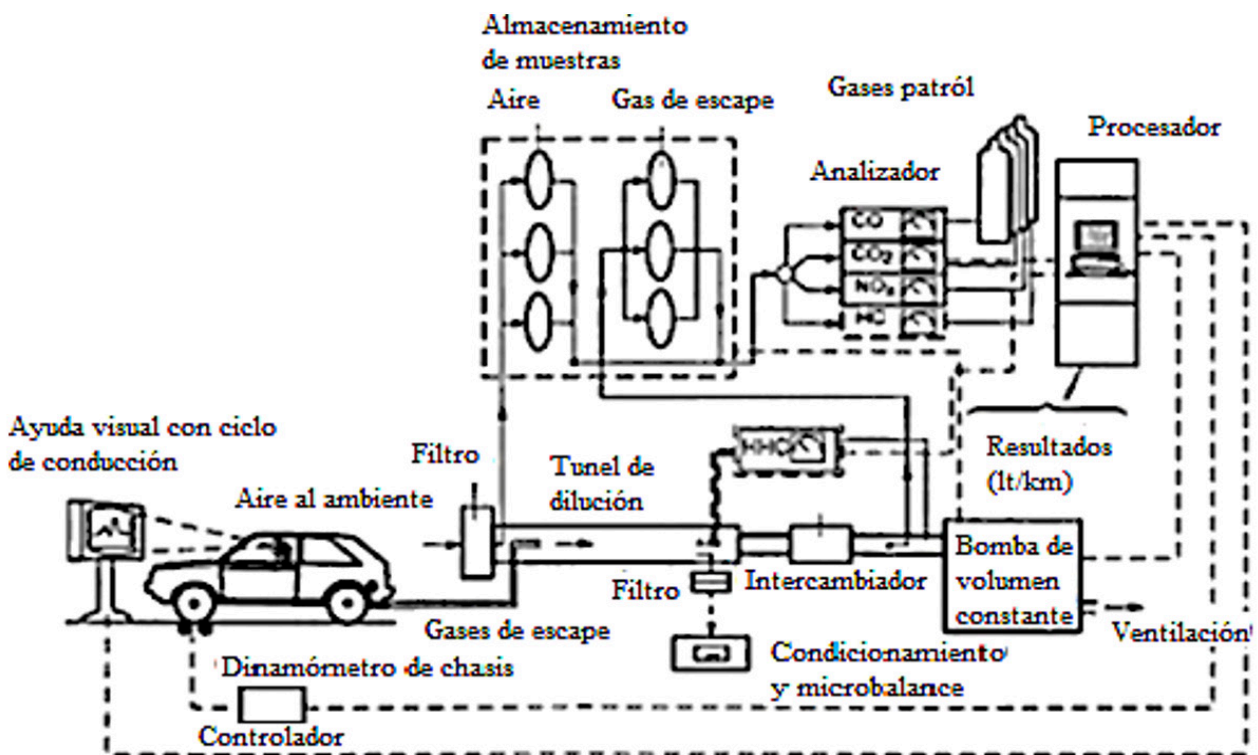 Almacenamiento
de muestras
Aire
Gas de escape
Gases patról
Procesador
Analizador
CO
CO₂
NOₓ
HC
Ayuda visual con ciclo
de conducción
Filtro
Tunel de
dilución
HHC
Resultados
(lt/km)
Aire al ambiente
Bomba de
volumen
constante
Filtro
Intercambiador
Gases de escape
Ventilación
Condicionamiento
y microbalance
Dinamómetro de chasis
Controlador